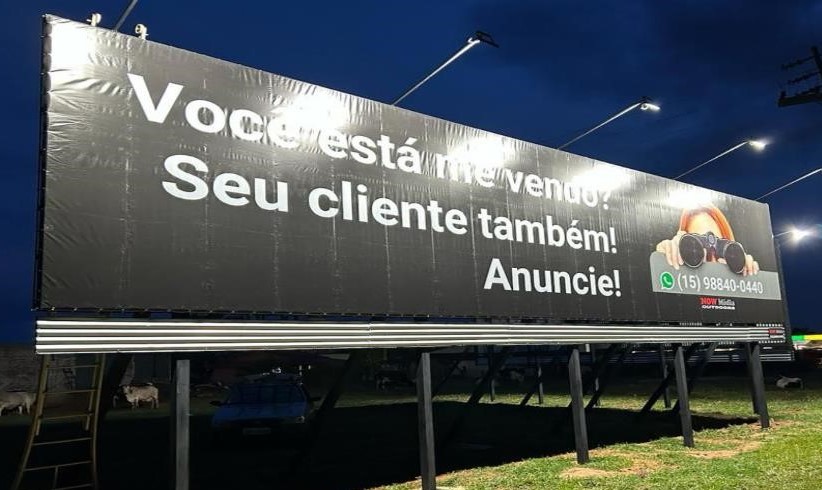 Você está me vendo?
Seu cliente também!
Anuncie!
(15) 98840-0440
NOW Mídia
OUTDOORS